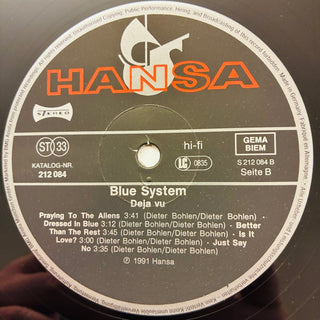 HANSA
STEREO
ST 33
KATALOG-NR.
212 084
hi-fi
LC 0835
GEMA
BIEM
S 212 084 B
Seite B
Blue System
Deja vu
Praying To The Aliens 3:41 (Dieter Bohlen/Dieter Bohlen) ·
Dressed In Blue 3:12 (Dieter Bohlen/Dieter Bohlen) · Better
Than The Rest 3:45 (Dieter Bohlen/Dieter Bohlen) · Is It
Love? 3:00 (Dieter Bohlen/Dieter Bohlen) · Just Say
No 3:35 (Dieter Bohlen/Dieter Bohlen)
℗ 1991 Hansa